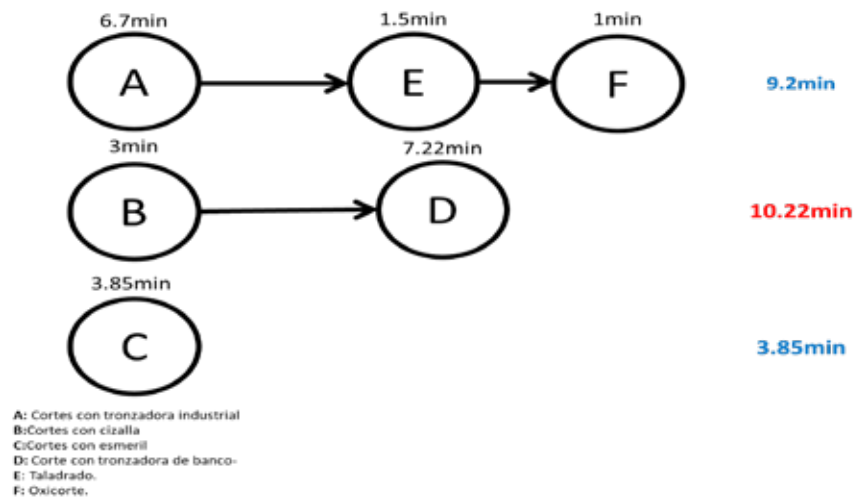 6.7min 1.5min 1min
A E F 9.2min
3min 7.22min
B D 10.22min
3.85min
C 3.85min
A: Cortes con tronzadora industrial
B:Cortes con cizalla
C:Cortes con esmeril
D: Corte con tronzadora de banco-
E: Taladrado.
F: Oxicorte.